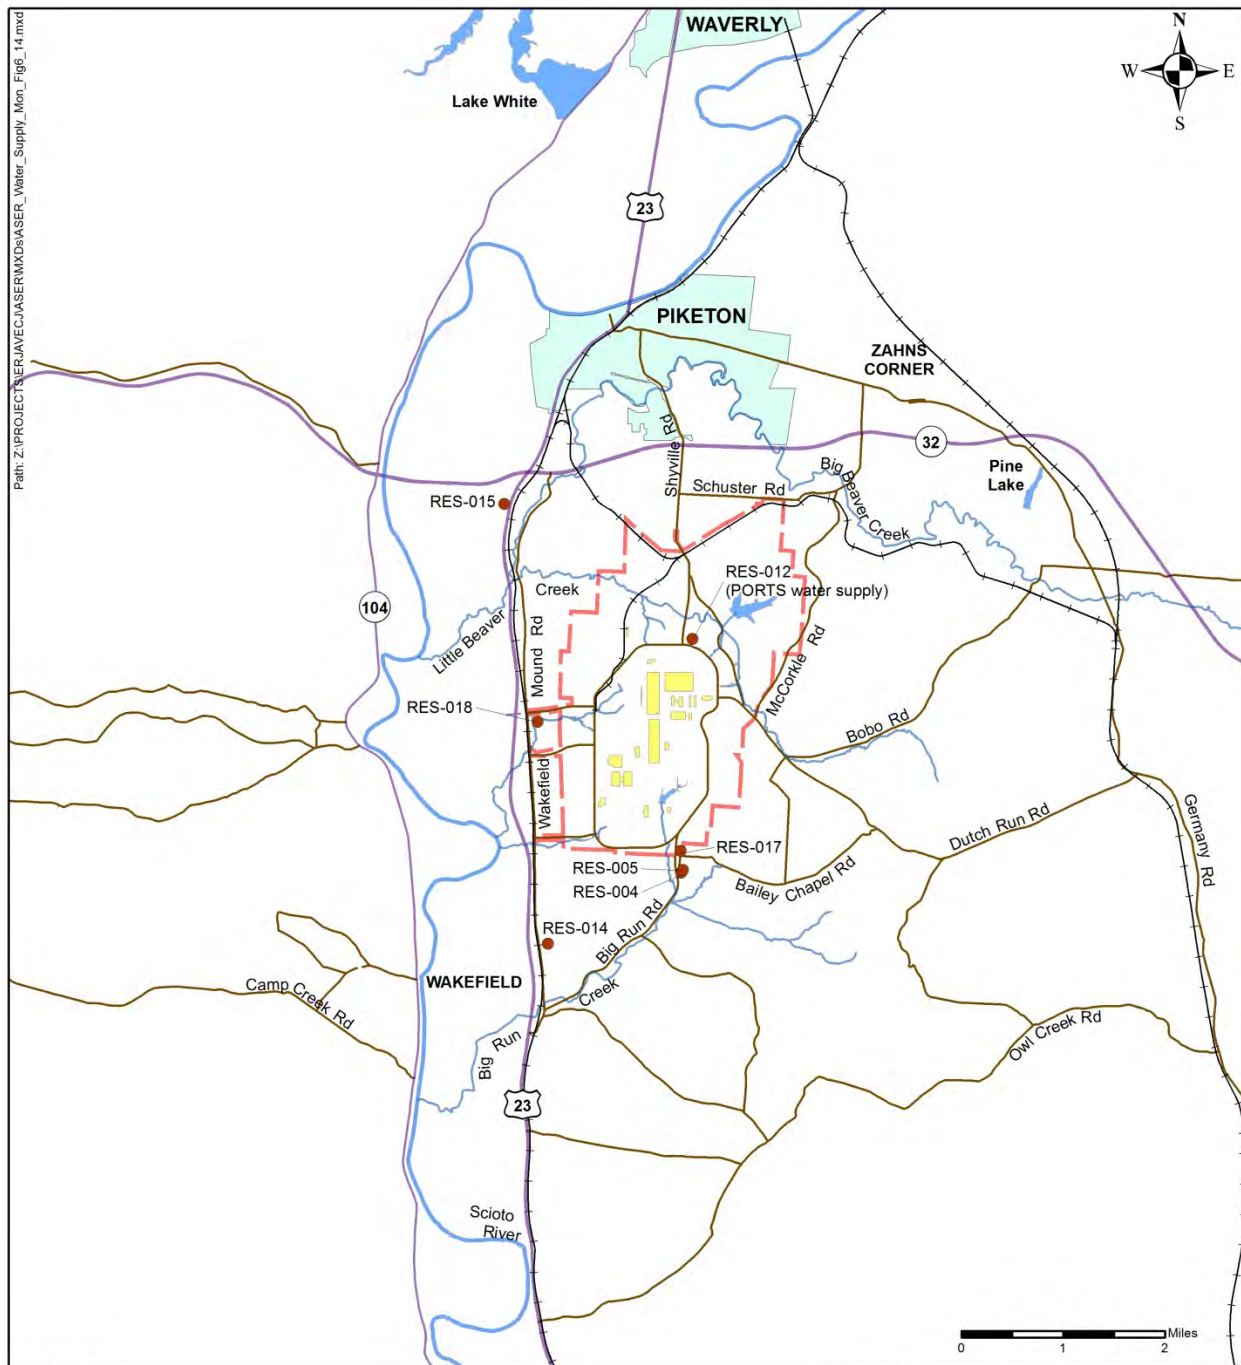 Path: Z:\PROJECTS\ERJAVECJ\ASER\MXDs\ASER_Water_Supply_Mon_Fig6_14.mxd
WAVERLY
N
W
E
S
Lake White
23
PIKETON
ZAHNS
CORNER
32
Shyville Rd
Pine
Lake
Schuster Rd
Big Beaver
Creek
RES-015
RES-012
(PORTS water supply)
Creek
104
Little Beaver
Mound Rd
McCorkle Rd
RES-018
Bobo Rd
Wakefield
Germany Rd
Dutch Run Rd
RES-017
RES-005
Bailey Chapel Rd
RES-004
RES-014
Big Run Rd
WAKEFIELD
Camp Creek Rd
Creek
Big Run
Owl Creek Rd
23
Scioto
River
Miles
0
1
2